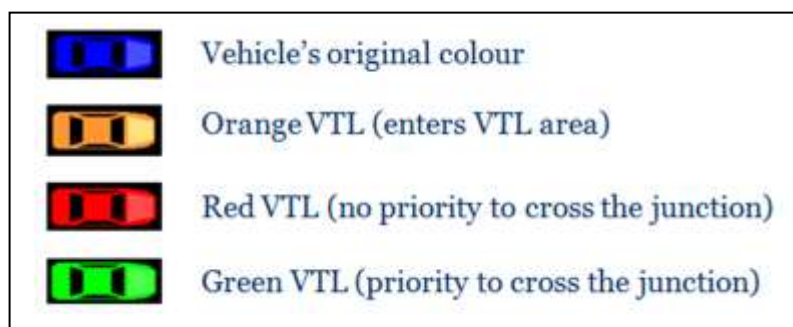 Vehicle’s original colour
Orange VTL (enters VTL area)
Red VTL (no priority to cross the junction)
Green VTL (priority to cross the junction)